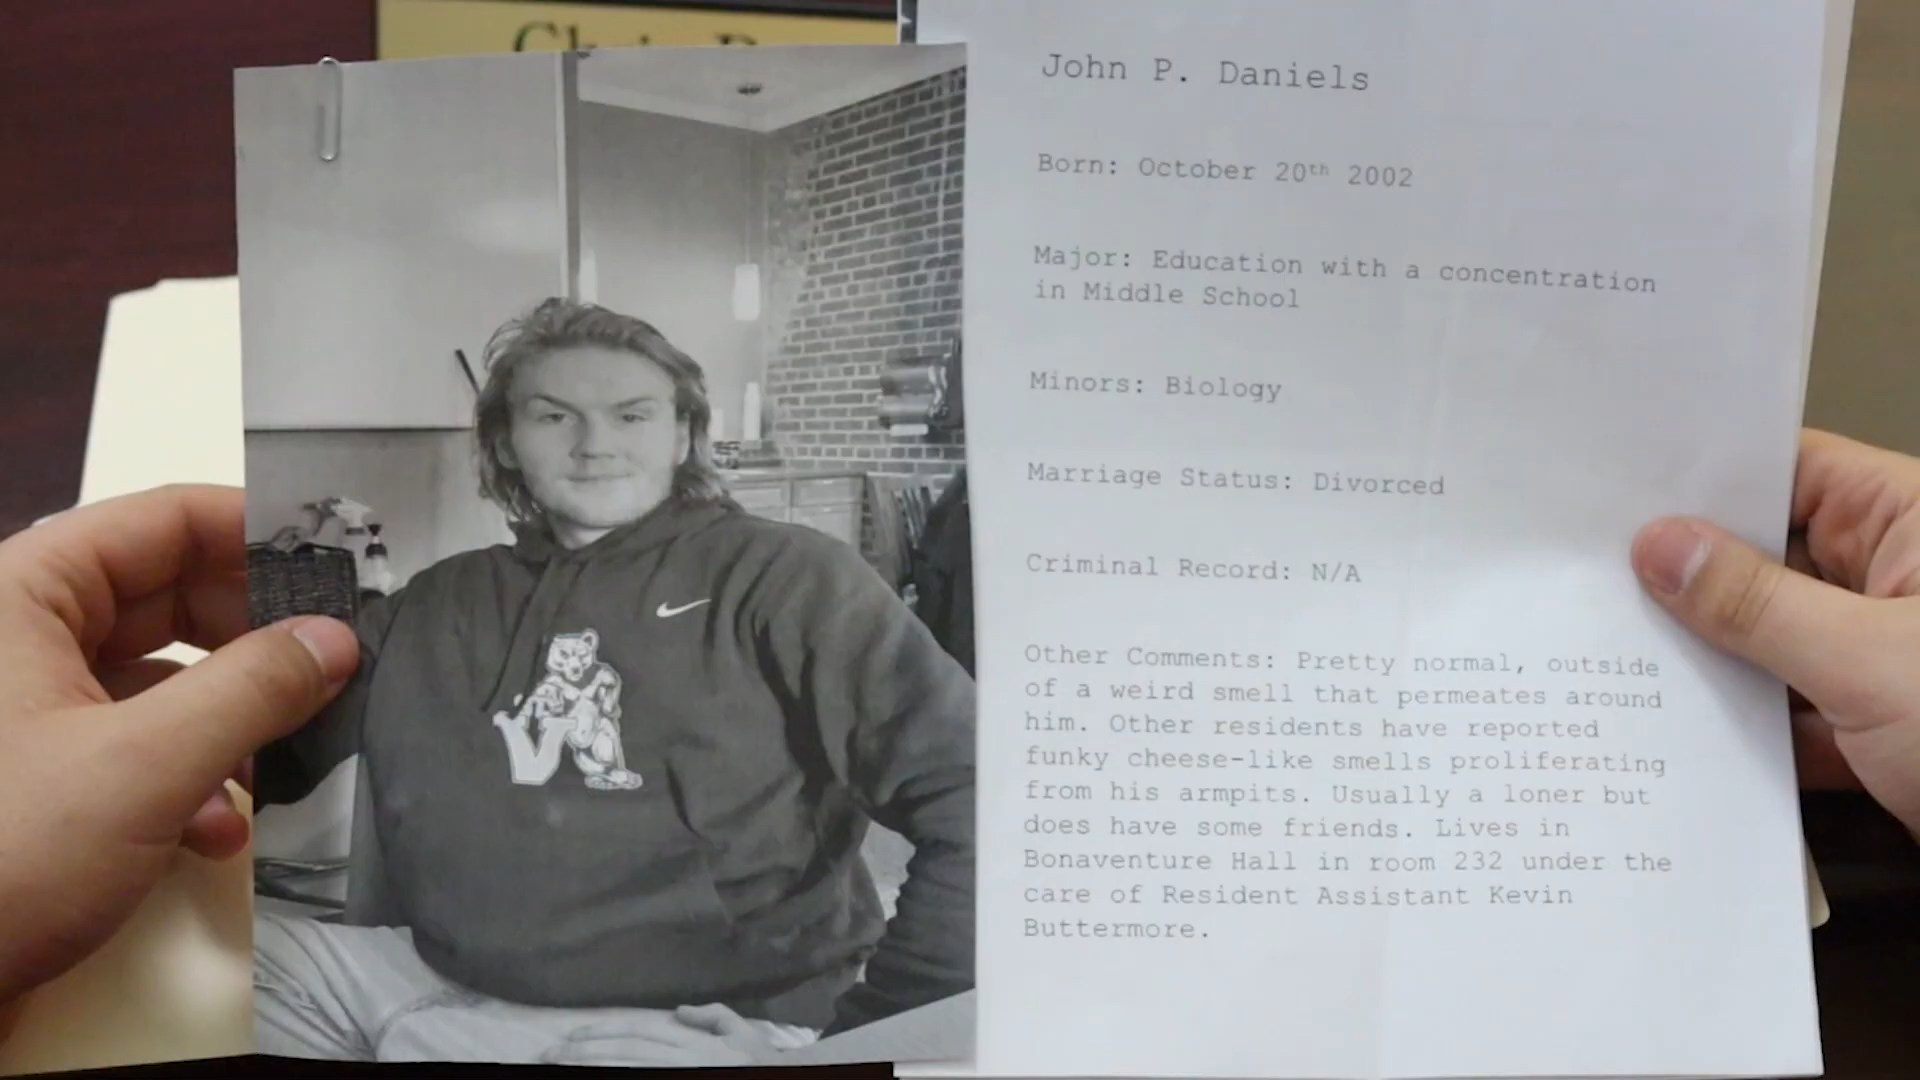 John P. Daniels
Born: October 20th 2002
Major: Education with a concentration
in Middle School
Minors: Biology
Marriage Status: Divorced
Criminal Record: N/A
Other Comments: Pretty normal, outside
of a weird smell that permeates around
him. Other residents have reported
funky cheese-like smells proliferating
from his armpits. Usually a loner but
does have some friends. Lives in
Bonaventure Hall in room 232 under the
care of Resident Assistant Kevin
Buttermore.
V